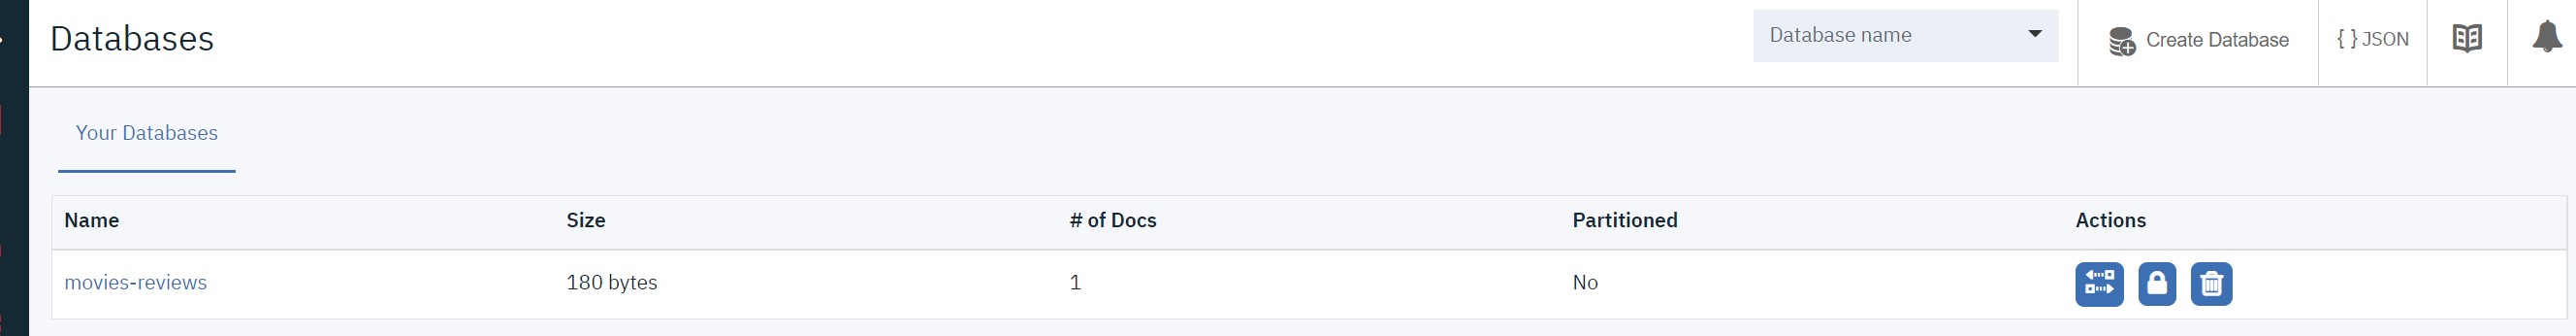 Databases
Database name
Create Database
{ } JSON
Your Databases
Name Size # of Docs Partitioned Actions
movies-reviews 180 bytes 1 No